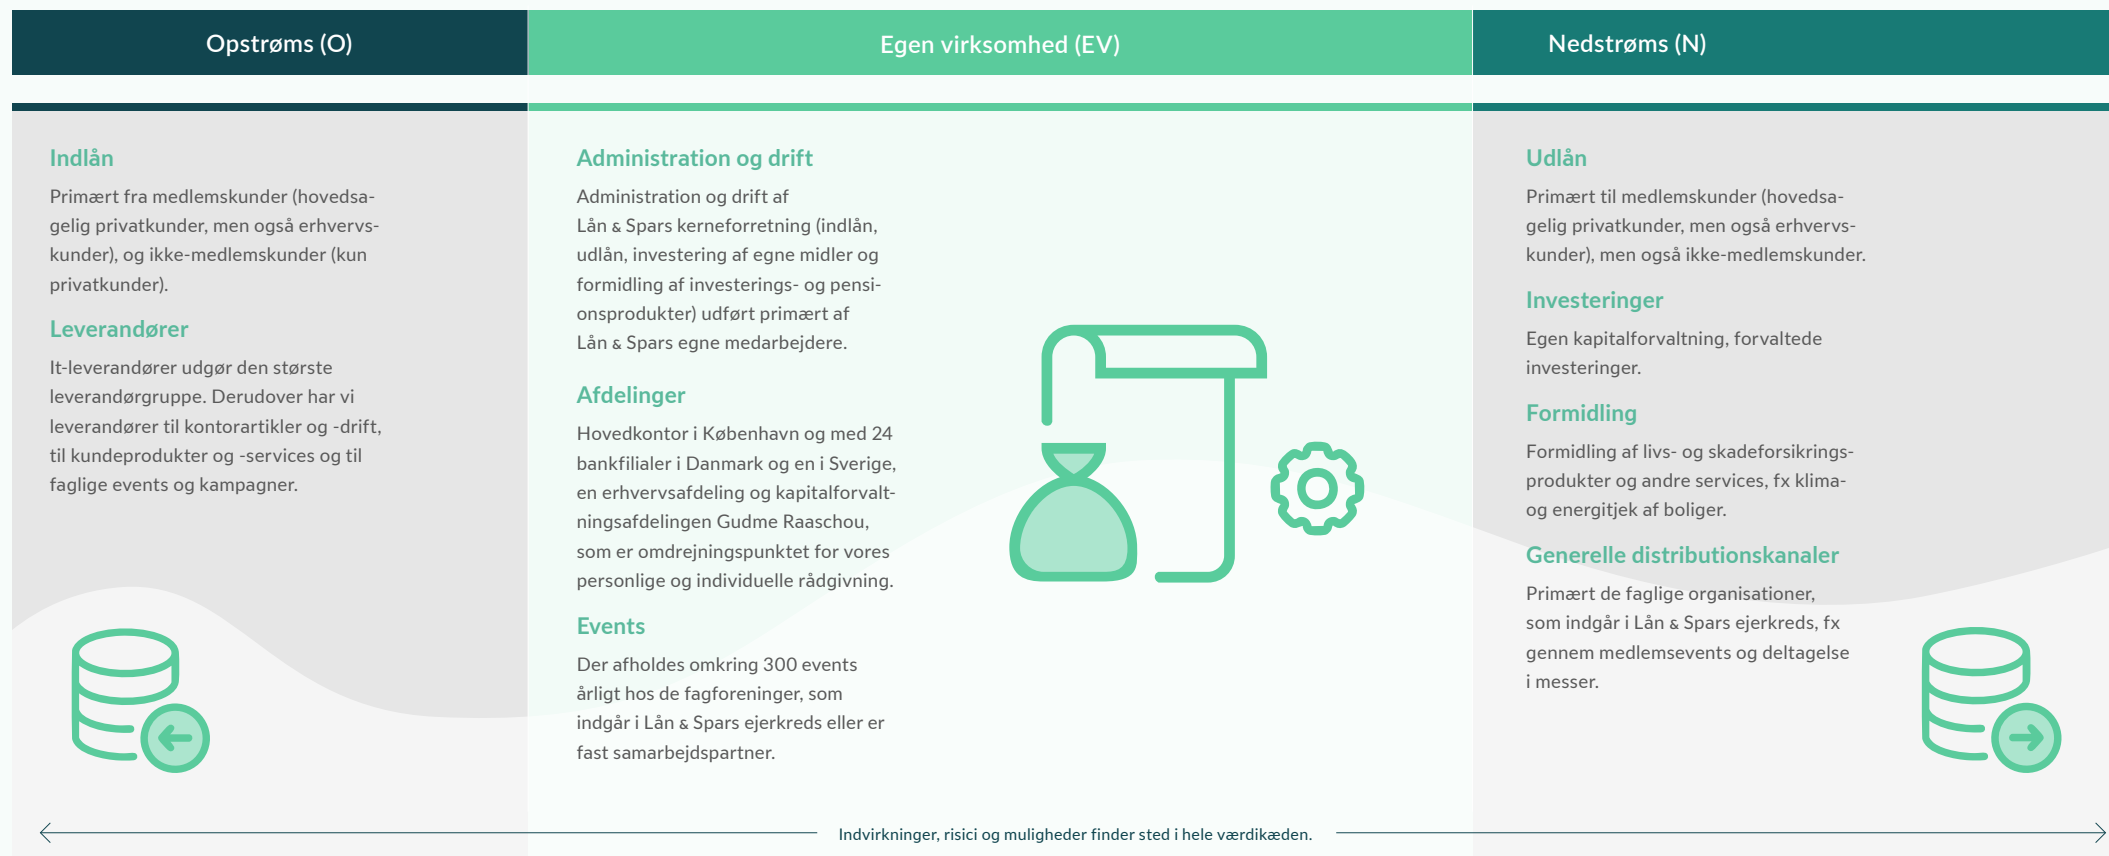 Opstrøms (O)
Indlån
Primært fra medlemskunder (hovedsa-
gelig privatkunder, men også erhvervs-
kunder), og ikke-medlemskunder (kun
privatkunder).
Leverandører
It-leverandører udgør den største
leverandørgruppe. Derudover har vi
leverandører til kontorartikler og -drift,
til kundeprodukter og -services og til
faglige events og kampagner.
Egen virksomhed (EV)
Administration og drift
Administration og drift af
Lån & Spars kerneforretning (indlån,
udlån, investering af egne midler og
formidling af investerings- og pensi-
onsprodukter) udført primært af
Lån & Spars egne medarbejdere.
Afdelinger
Hovedkontor i København og med 24
bankfilialer i Danmark og en i Sverige,
en erhvervsafdeling og kapitalforvalt-
ningsafdelingen Gudme Raaschou,
som er omdrejningspunktet for vores
personlige og individuelle rådgivning.
Events
Der afholdes omkring 300 events
årligt hos de fagforeninger, som
indgår i Lån & Spars ejerkreds eller er
fast samarbejdspartner.
Nedstrøms (N)
Udlån
Primært til medlemskunder (hovedsa-
gelig privatkunder, men også erhvervs-
kunder), men også ikke-medlemskunder.
Investeringer
Egen kapitalforvaltning, forvaltede
investeringer.
Formidling
Formidling af livs- og skadeforsikrings-
produkter og andre services, fx klima-
og energitjek af boliger.
Generelle distributionskanaler
Primært de faglige organisationer,
som indgår i Lån & Spars ejerkreds, fx
gennem medlemsevents og deltagelse
i messer.
Indvirkninger, risici og muligheder finder sted i hele værdikæden.